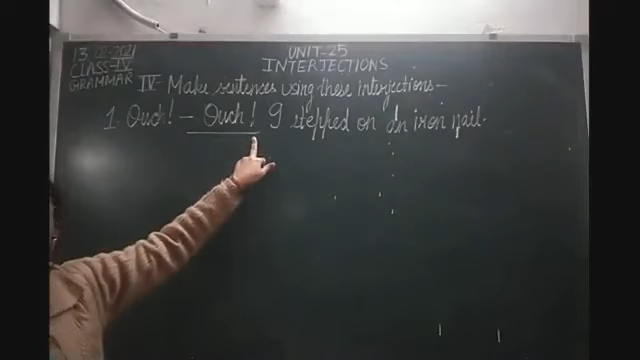 UNIT-25
13 2021
CLASS-IV
INTERJECTIONS
GRAMMAR
IV- Make sentences using these interjections-
1. Ouch! - Ouch! I stepped on an iron nail.